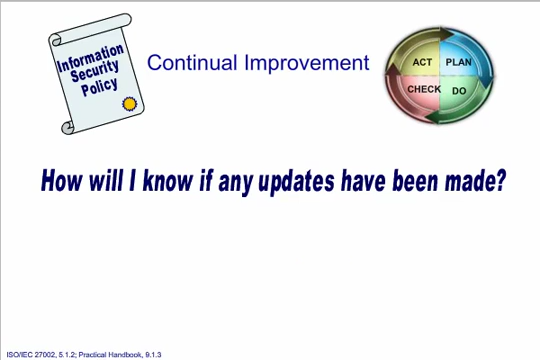 Information
Security
Policy
Continual Improvement
ACT
PLAN
CHECK
DO
How will I know if any updates have been made?
ISO/IEC 27002, 5.1.2; Practical Handbook, 9.1.3